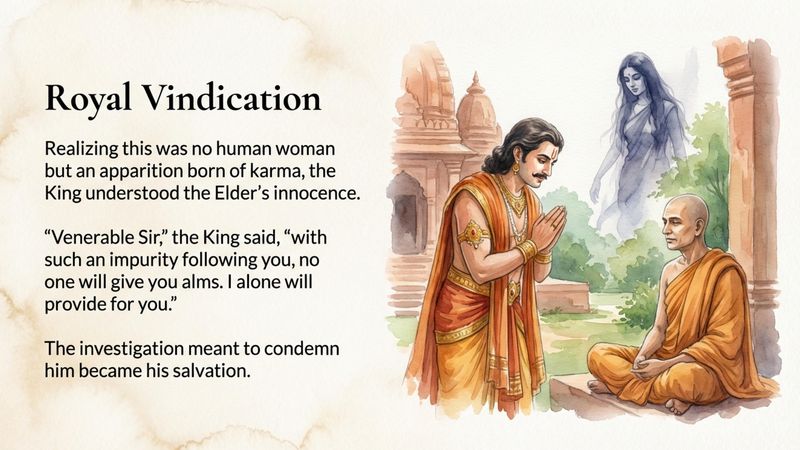 Royal Vindication
Realizing this was no human woman
but an apparition born of karma, the
King understood the Elder’s innocence.
“Venerable Sir,” the King said, “with
such an impurity following you, no
one will give you alms. I alone will
provide for you.”
The investigation meant to condemn
him became his salvation.